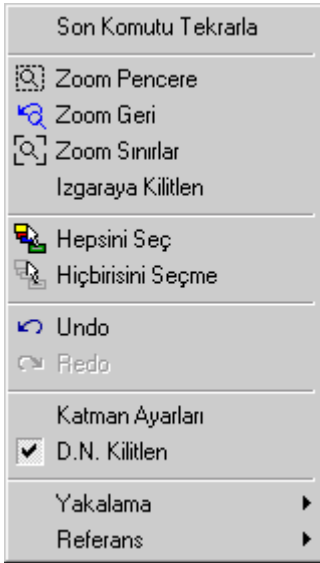 Son Komutu Tekrarla
Zoom Pencere
Zoom Geri
Zoom Sınırlar
Izgaraya Kilitlen
Hepsini Seç
Hiçbirisini Seçme
Undo
Redo
Katman Ayarları
D.N. Kilitlen
Yakalama
Referans